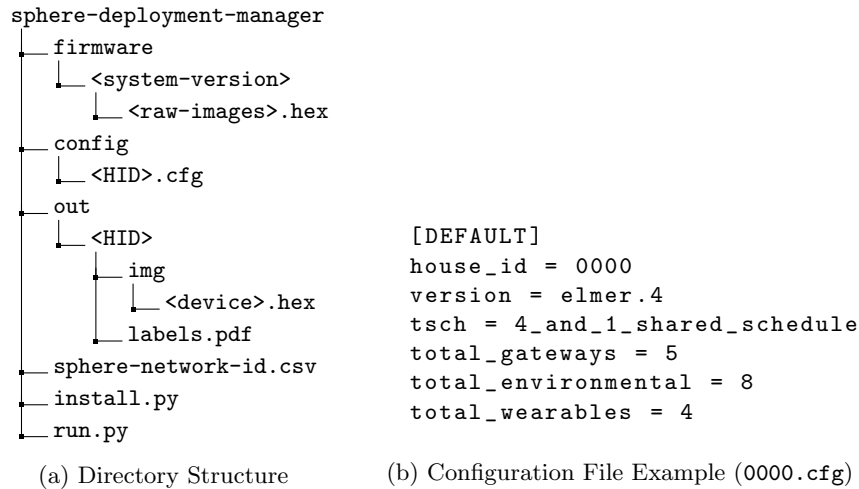 sphere-deployment-manager
firmware
<system-version>
<raw-images>.hex
config
<HID>.cfg
out
<HID>
img
<device>.hex
labels.pdf
sphere-network-id.csv
install.py
run.py
(a) Directory Structure
[DEFAULT]
house_id = 0000
version = elmer.4
tsch = 4_and_1_shared_schedule
total_gateways = 5
total_environmental = 8
total_wearables = 4
(b) Configuration File Example (0000.cfg)